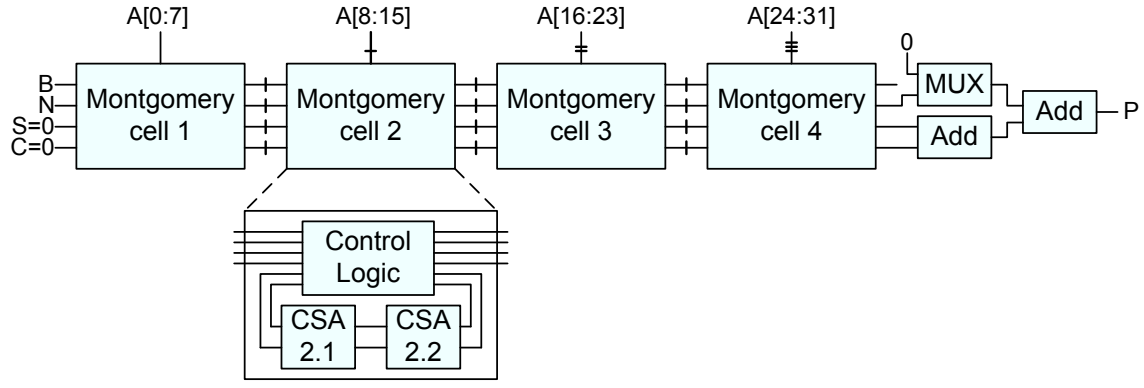 A[0:7]
A[8:15]
A[16:23]
A[24:31]
0
B
N
S=0
C=0
Montgomery
cell 1
Montgomery
cell 2
Montgomery
cell 3
Montgomery
cell 4
MUX
Add
Add
P
Control
Logic
CSA
2.1
CSA
2.2